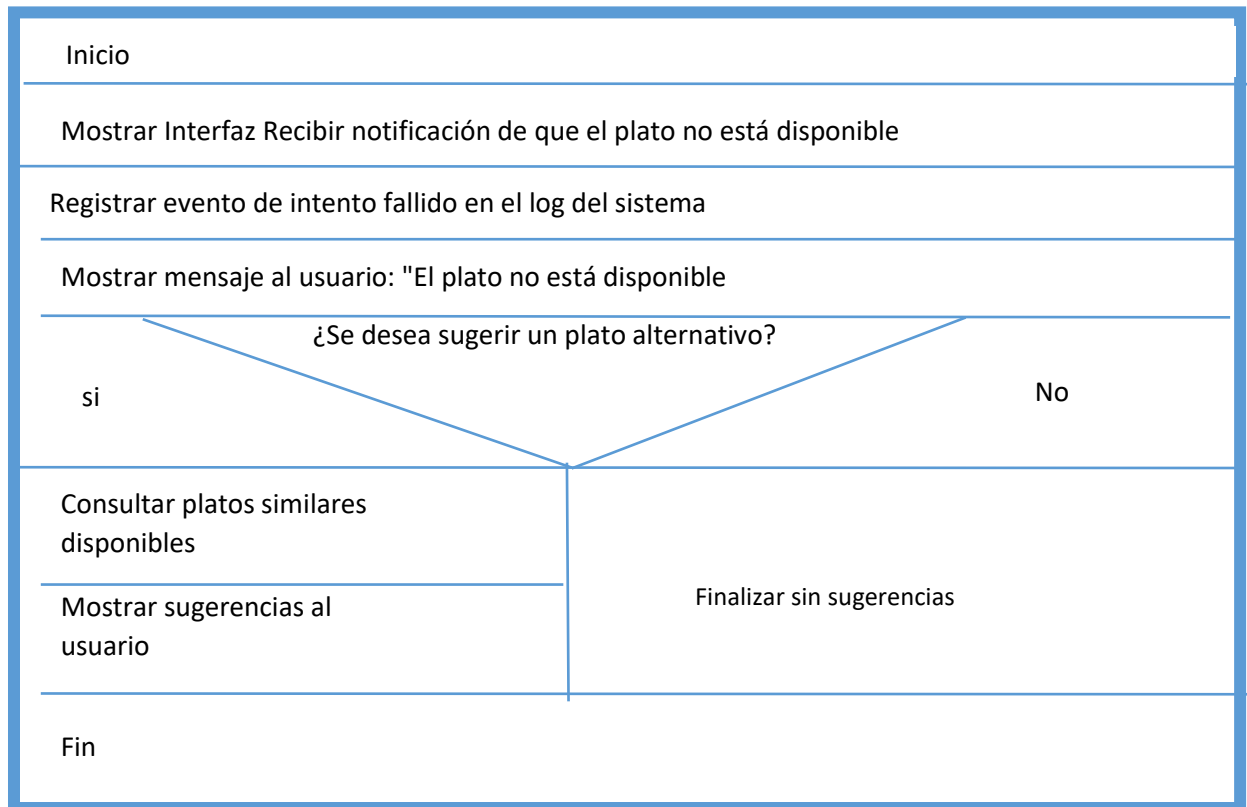 Inicio
Mostrar Interfaz Recibir notificación de que el plato no está disponible
Registrar evento de intento fallido en el log del sistema
Mostrar mensaje al usuario: "El plato no está disponible
¿Se desea sugerir un plato alternativo?
si
No
Consultar platos similares
disponibles
Mostrar sugerencias al
usuario
Finalizar sin sugerencias
Fin